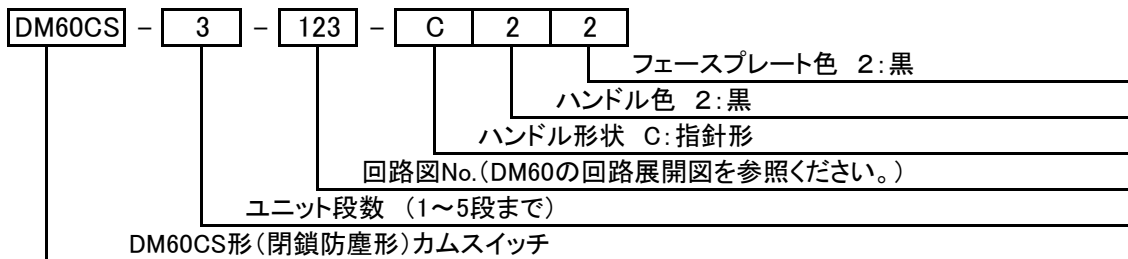 DM60CS - 3 - 123 - C 2 2
フェースプレート色 2:黒
ハンドル色 2:黒
ハンドル形状 C:指針形
回路図No.(DM60の回路展開図を参照ください。)
ユニット段数 (1~5段まで)
DM60CS形(閉鎖防塵形)カムスイッチ